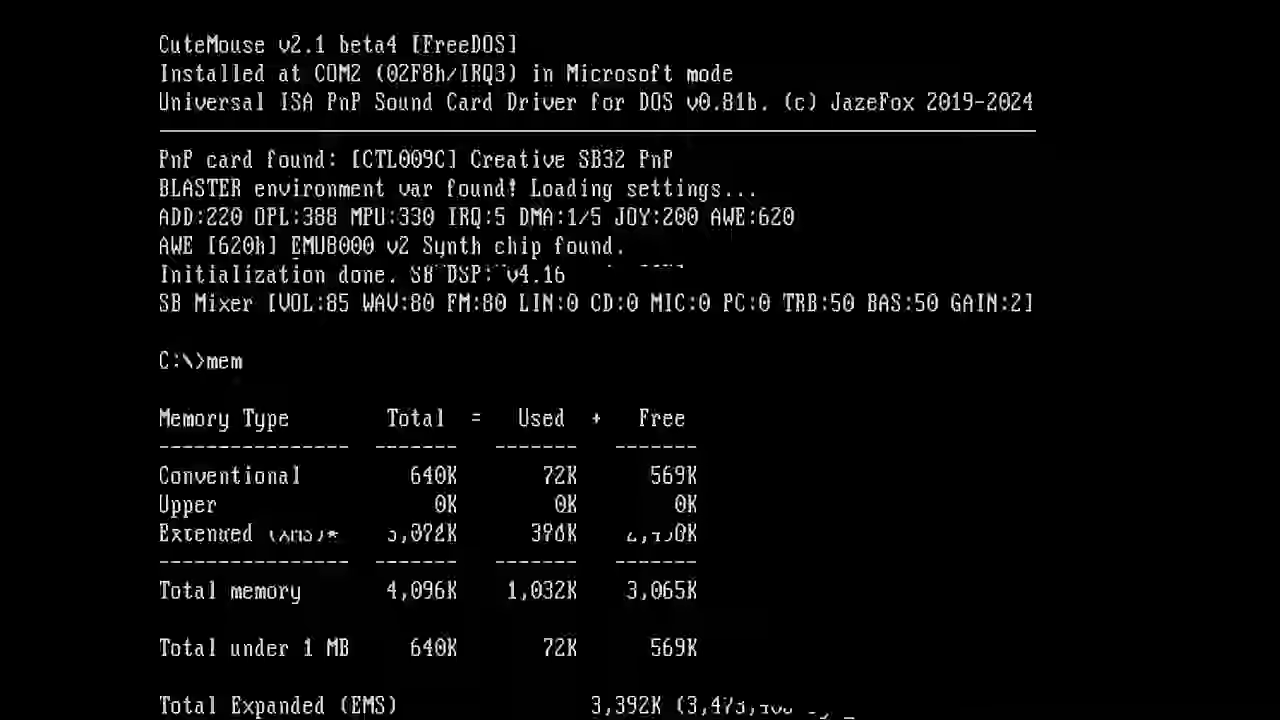 CuteMouse v2.1 beta4 [FreeDOS]
Installed at COM2 (02F8h/IRQ3) in Microsoft mode
Universal ISA PnP Sound Card Driver for DOS v0.81b. (c) JazeFox 2019-2024
PnP card found: [CTL009C] Creative SB32 PnP
BLASTER environment var found! Loading settings...
ADD:220 OPL:388 MPU:330 IRQ:5 DMA:1/5 JOY:200 AWE:620
AWE [620h] EMU8000 v2 Synth chip found.
Initialization done. SB DSP: v4.16
SB Mixer [VOL:85 WAV:80 FM:80 LIN:0 CD:0 MIC:0 PC:0 TRB:50 BAS:50 GAIN:2]
C:\>mem
Memory Type Total = Used + Free
---------------- ------- ------- -------
Conventional 640K 72K 569K
Upper 0K 0K 0K
Extended
---------------- ------- ------- -------
Total memory 4,096K 1,032K 3,065K
Total under 1 MB 640K 72K 569K
Total Expanded (EMS) 3,392K